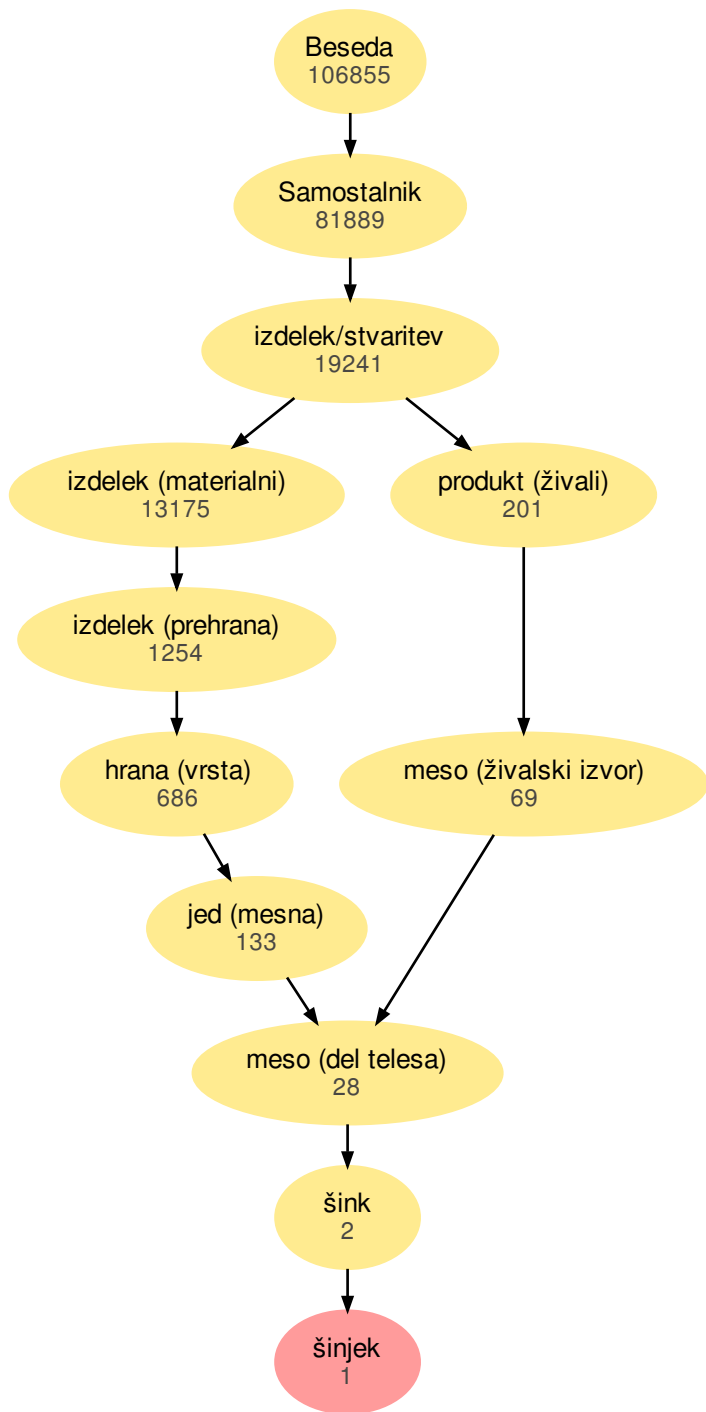 Beseda
106855
Samostalnik
81889
izdelek/stvaritev
19241
izdelek (materialni)
13175
produkt (živali)
201
izdelek (prehrana)
1254
hrana (vrsta)
686
meso (živalski izvor)
69
jed (mesna)
133
meso (del telesa)
28
šink
2
šinjek
1